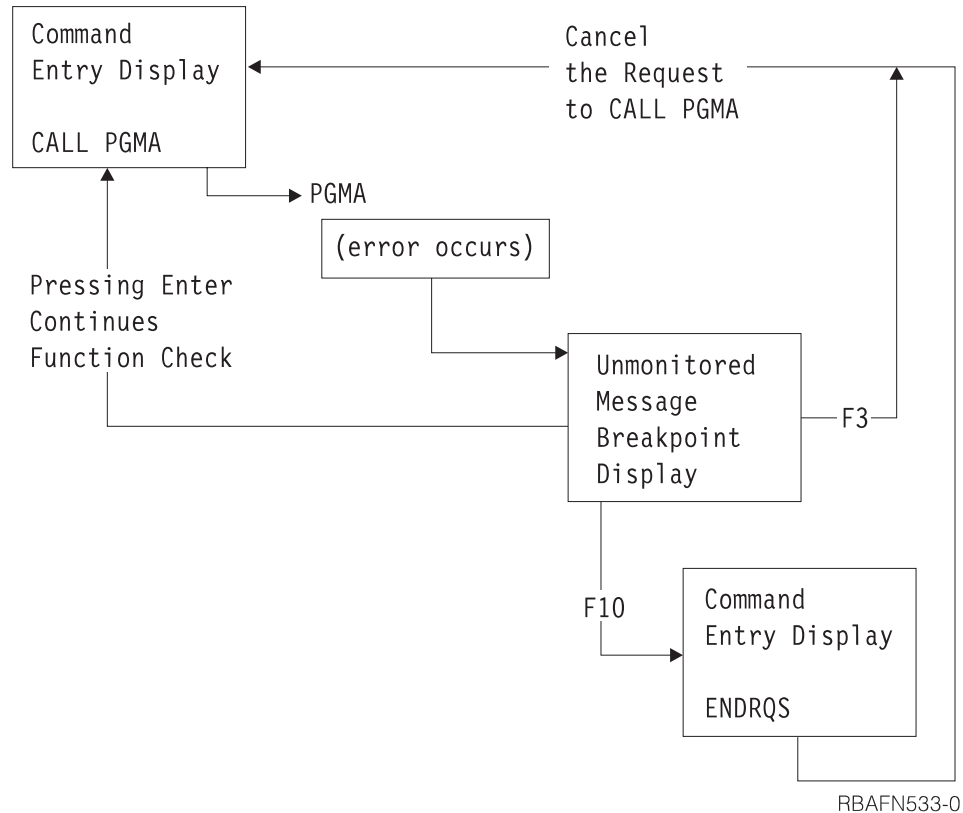 Command
Entry Display
CALL PGMA
Cancel
the Request
to CALL PGMA
PGMA
(error occurs)
Pressing Enter
Continues
Function Check
Unmonitored
Message
Breakpoint
Display
F3
F10
Command
Entry Display
ENDRQS
RBAFN533-0